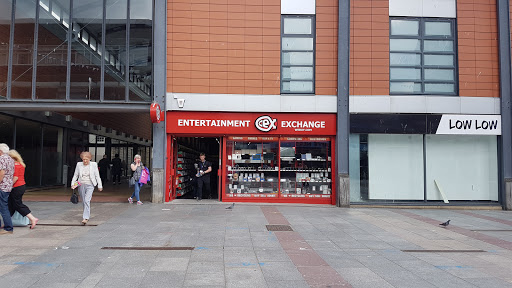 ENTERTAINMENT CEX EXCHANGE
LOW LOW